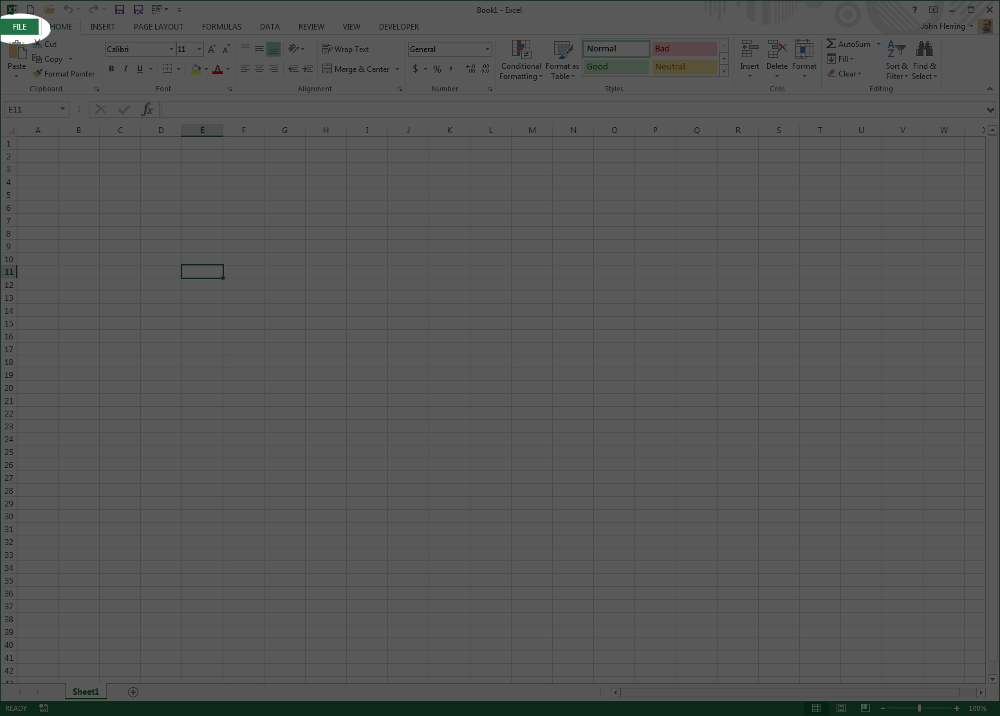 Book1 - Excel
?
FILE HOME INSERT PAGE LAYOUT FORMULAS DATA REVIEW VIEW DEVELOPER John Herring
Paste
Cut
Copy
Format Painter
Clipboard
Calibri 11 A A
B I U A
Font
Wrap Text
Merge & Center
Alignment
General
$ % , .0 .00 .00 .0
Number
Conditional
Formatting
Format as
Table
Normal Bad
Good Neutral
Styles
Insert Delete Format
Cells
AutoSum
Fill
Clear
Sort &
Filter
Find &
Select
Editing
E11 fx
A B C D E F G H I J K L M N O P Q R S T U V W X
1
2
3
4
5
6
7
8
9
10
11
12
13
14
15
16
17
18
19
20
21
22
23
24
25
26
27
28
29
30
31
32
33
34
35
36
37
38
39
40
41
42
43
Sheet1
READY 100%